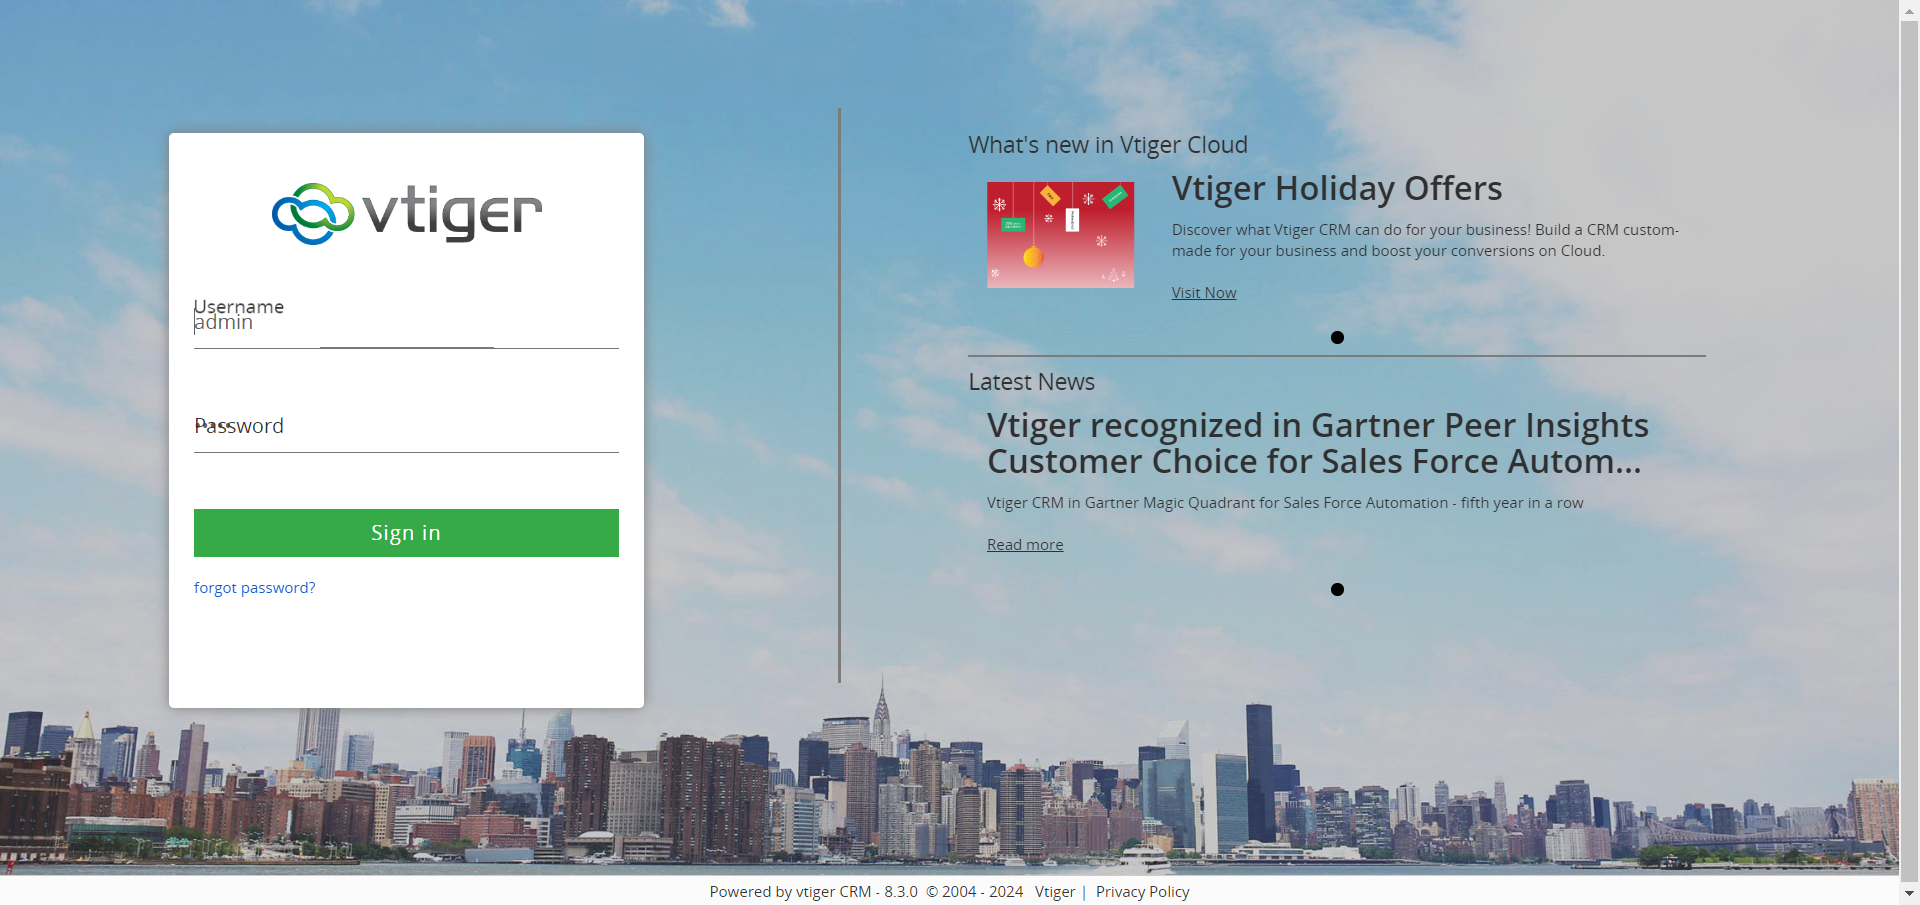 vtiger
Username
admin
Password
Sign in
forgot password?
What's new in Vtiger Cloud
Vtiger Holiday Offers
Discover what Vtiger CRM can do for your business! Build a CRM custom-
made for your business and boost your conversions on Cloud.
Visit Now
Latest News
Vtiger recognized in Gartner Peer Insights
Customer Choice for Sales Force Autom...
Vtiger CRM in Gartner Magic Quadrant for Sales Force Automation - fifth year in a row
Read more
Powered by vtiger CRM - 8.3.0 © 2004 - 2024 Vtiger | Privacy Policy